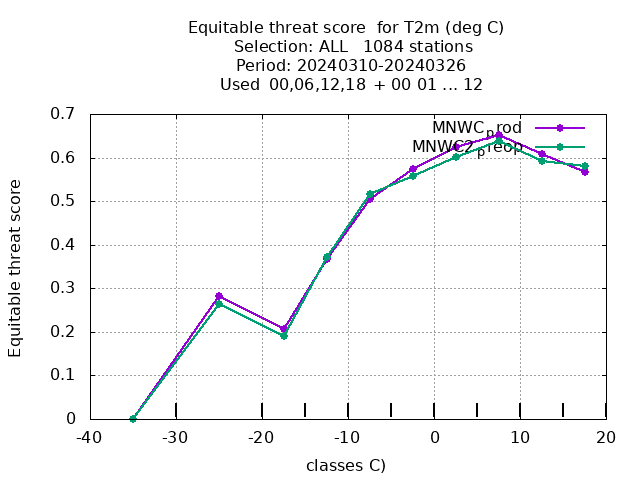 Equitable threat score for T2m (deg C)
Selection: ALL 1084 stations
Period: 20240310-20240326
Used 00,06,12,18 + 00 01 ... 12
MNWC_prod
MNWC2_preop
Equitable threat score
0.7
0.6
0.5
0.4
0.3
0.2
0.1
0
-40 -30 -20 -10 0 10 20
classes C)